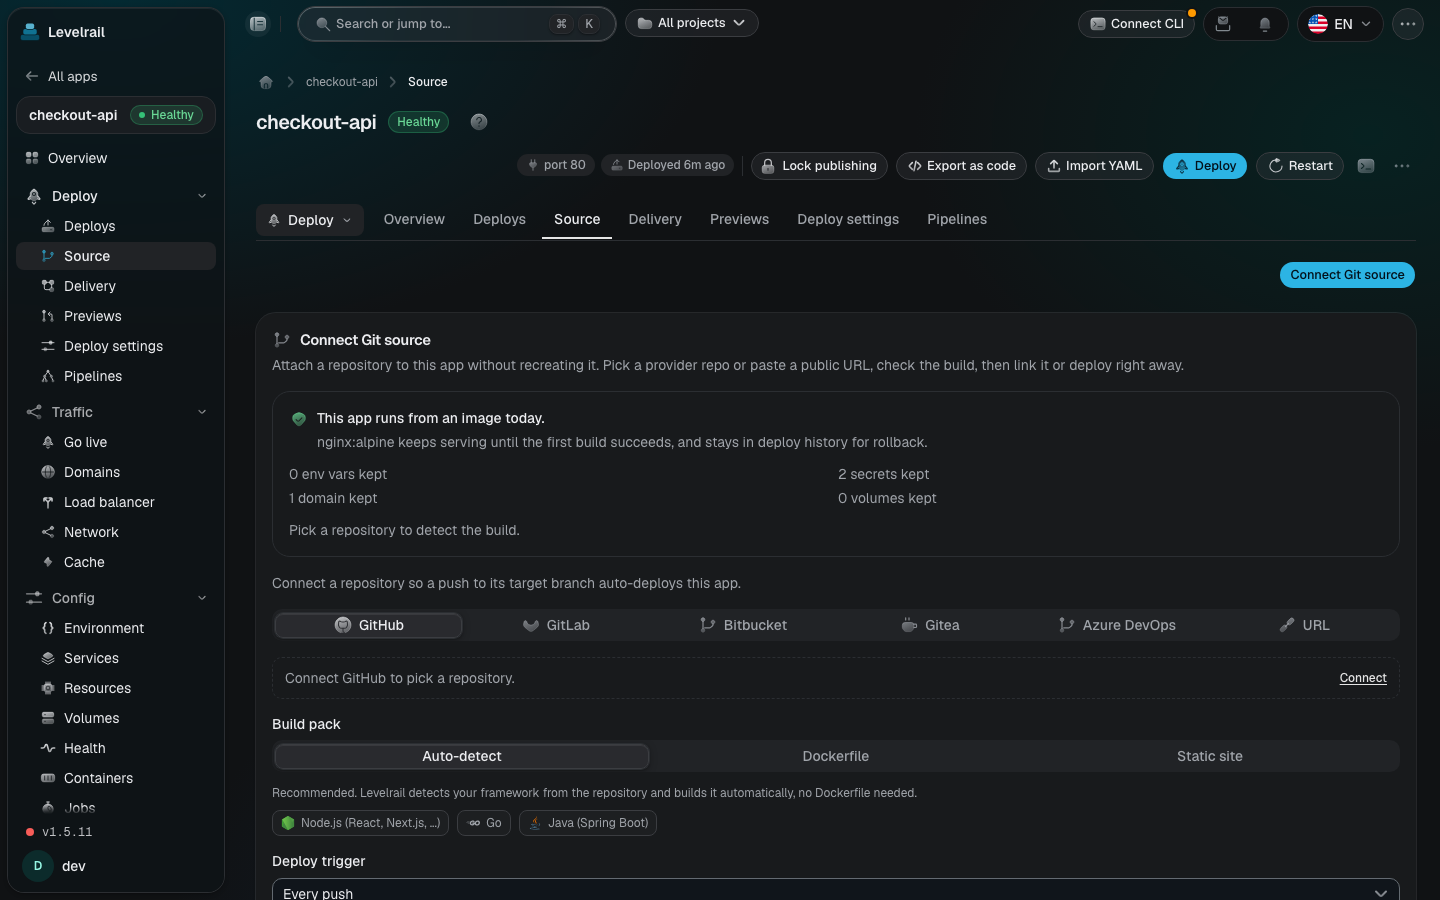 Levelrail
Search or jump to...
⌘ K
All projects
Connect CLI
EN
All apps
checkout-api
Healthy
Overview
Deploy
Deploys
Source
Delivery
Previews
Deploy settings
Pipelines
Traffic
Go live
Domains
Load balancer
Network
Cache
Config
Environment
Services
Resources
Volumes
Health
Containers
Jobs
v1.5.11
D dev
checkout-api
Source
checkout-api
Healthy
?
port 80
Deployed 6m ago
Lock publishing
Export as code
Import YAML
Deploy
Restart
Deploy
Overview
Deploys
Source
Delivery
Previews
Deploy settings
Pipelines
Connect Git source
Connect Git source
Attach a repository to this app without recreating it. Pick a provider repo or paste a public URL, check the build, then link it or deploy right away.
This app runs from an image today.
nginx:alpine keeps serving until the first build succeeds, and stays in deploy history for rollback.
0 env vars kept
2 secrets kept
1 domain kept
0 volumes kept
Pick a repository to detect the build.
Connect a repository so a push to its target branch auto-deploys this app.
GitHub
GitLab
Bitbucket
Gitea
Azure DevOps
URL
Connect GitHub to pick a repository.
Connect
Build pack
Auto-detect
Dockerfile
Static site
Recommended. Levelrail detects your framework from the repository and builds it automatically, no Dockerfile needed.
Node.js (React, Next.js, ...)
Go
Java (Spring Boot)
Deploy trigger
Every push